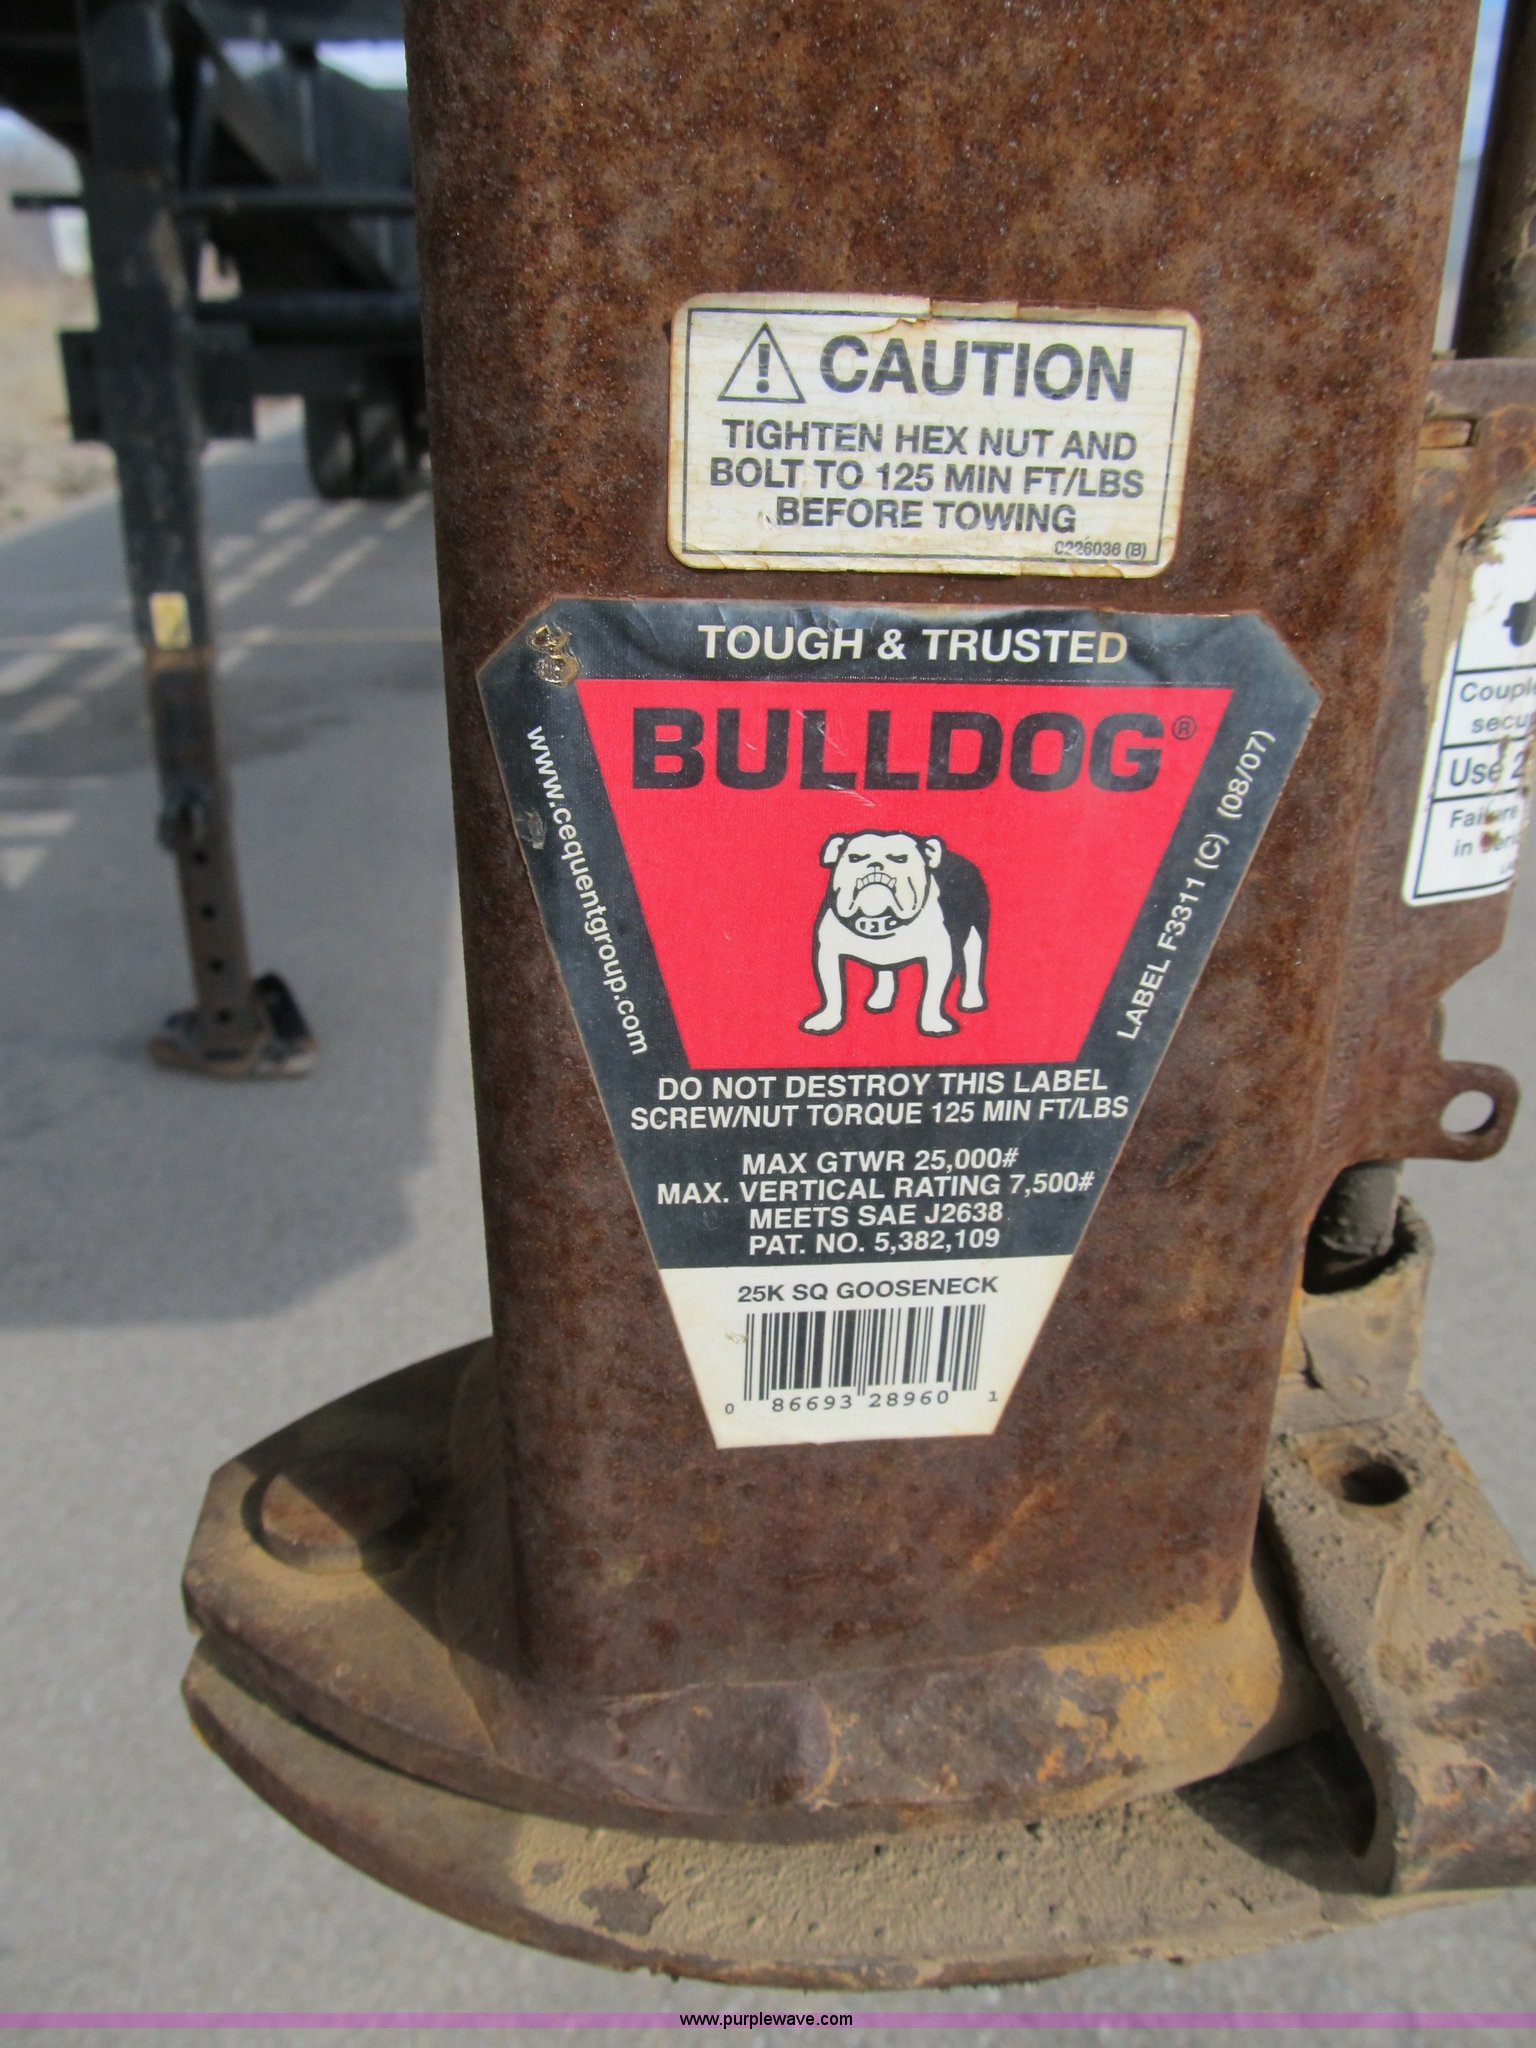 CAUTION
TIGHTEN HEX NUT AND
BOLT TO 125 MIN FT/LBS
BEFORE TOWING
0226036 (B)
TOUGH & TRUSTED
BULLDOG®
www.cequentgroup.com
LABEL F3311 (C) (08/07)
DO NOT DESTROY THIS LABEL
SCREW/NUT TORQUE 125 MIN FT/LBS
MAX GTWR 25,000#
MAX. VERTICAL RATING 7,500#
MEETS SAE J2638
PAT. NO. 5,382,109
25K SQ GOOSENECK
0 86693 28960 1
Use 2
www.purplewave.com